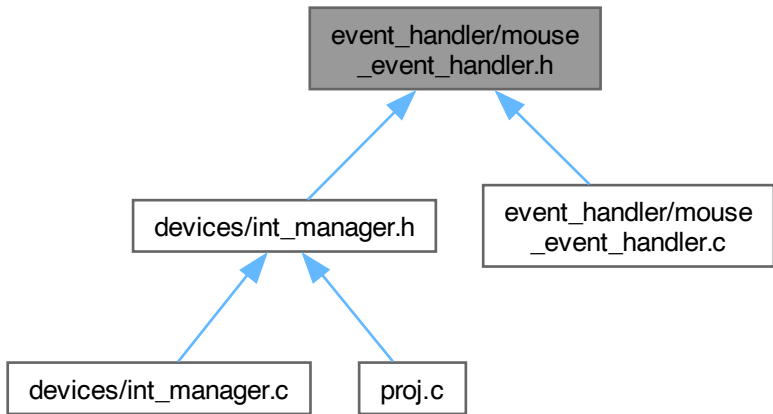 event_handler/mouse
_event_handler.h
devices/int_manager.h
event_handler/mouse
_event_handler.c
devices/int_manager.c
proj.c